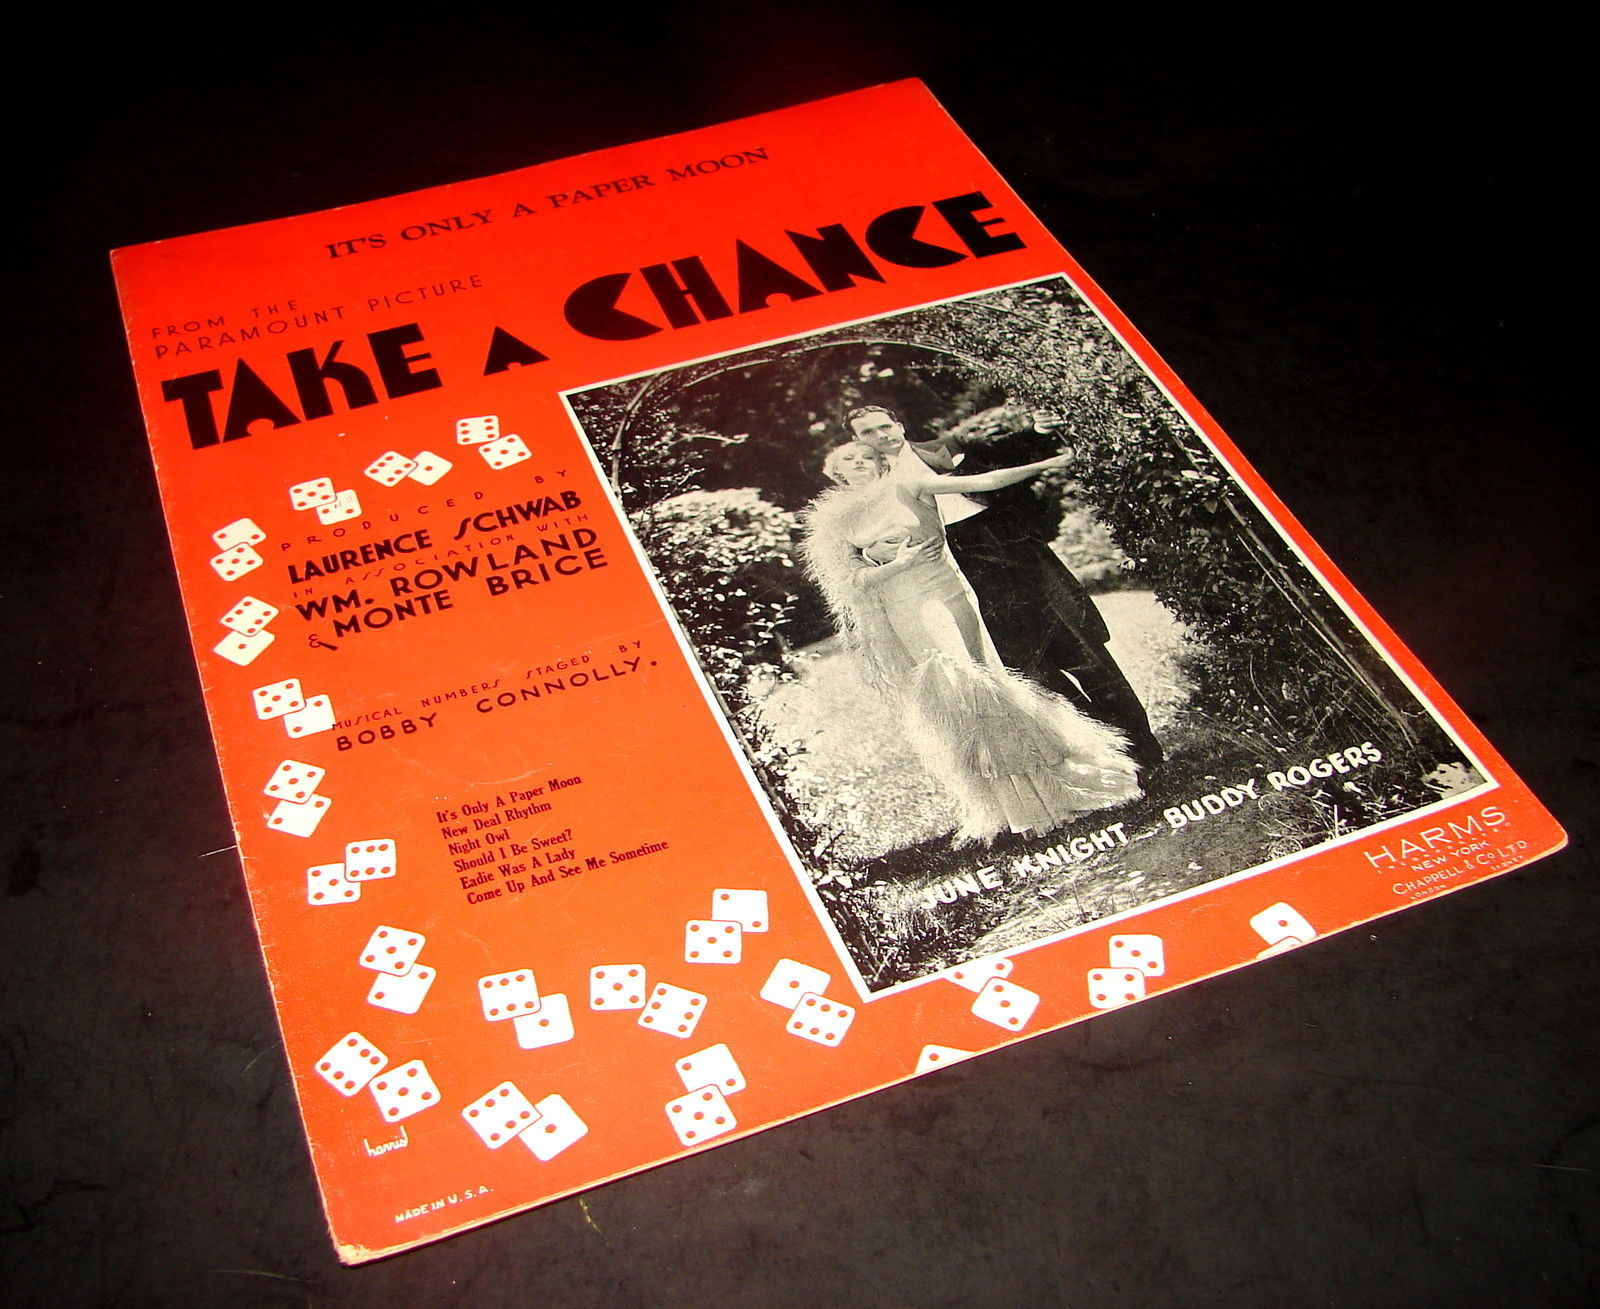 IT'S ONLY A PAPER MOON
FROM THE
PARAMOUNT PICTURE
TAKE A CHANCE
PRODUCED BY
LAURENCE SCHWAB
IN ASSOCIATION WITH
WM. ROWLAND
& MONTE BRICE
MUSICAL NUMBERS STAGED BY
BOBBY CONNOLLY.
It's Only A Paper Moon
New Deal Rhythm
Night Owl
Should I Be Sweet?
Eadie Was A Lady
Come Up And See Me Sometime
JUNE KNIGHT - BUDDY ROGERS
HARMS
NEW YORK
CHAPPELL & CO LTD
LONDON SYDNEY
harris
MADE IN U.S.A.